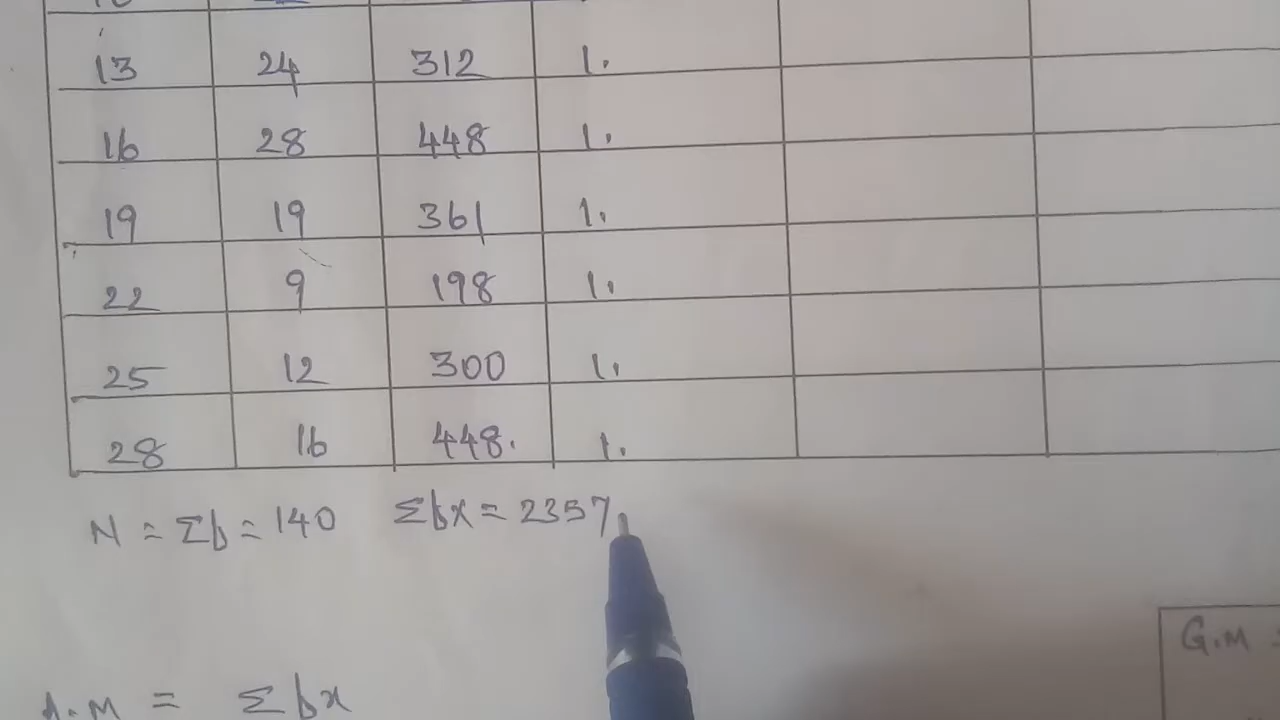 13 24 312 1.
16 28 448 1.
19 19 361 1.
22 9 198 1.
25 12 300 1.
28 16 448. 1.
N = Σf = 140 Σfx = 2357.
A.M = Σfx
G.M =